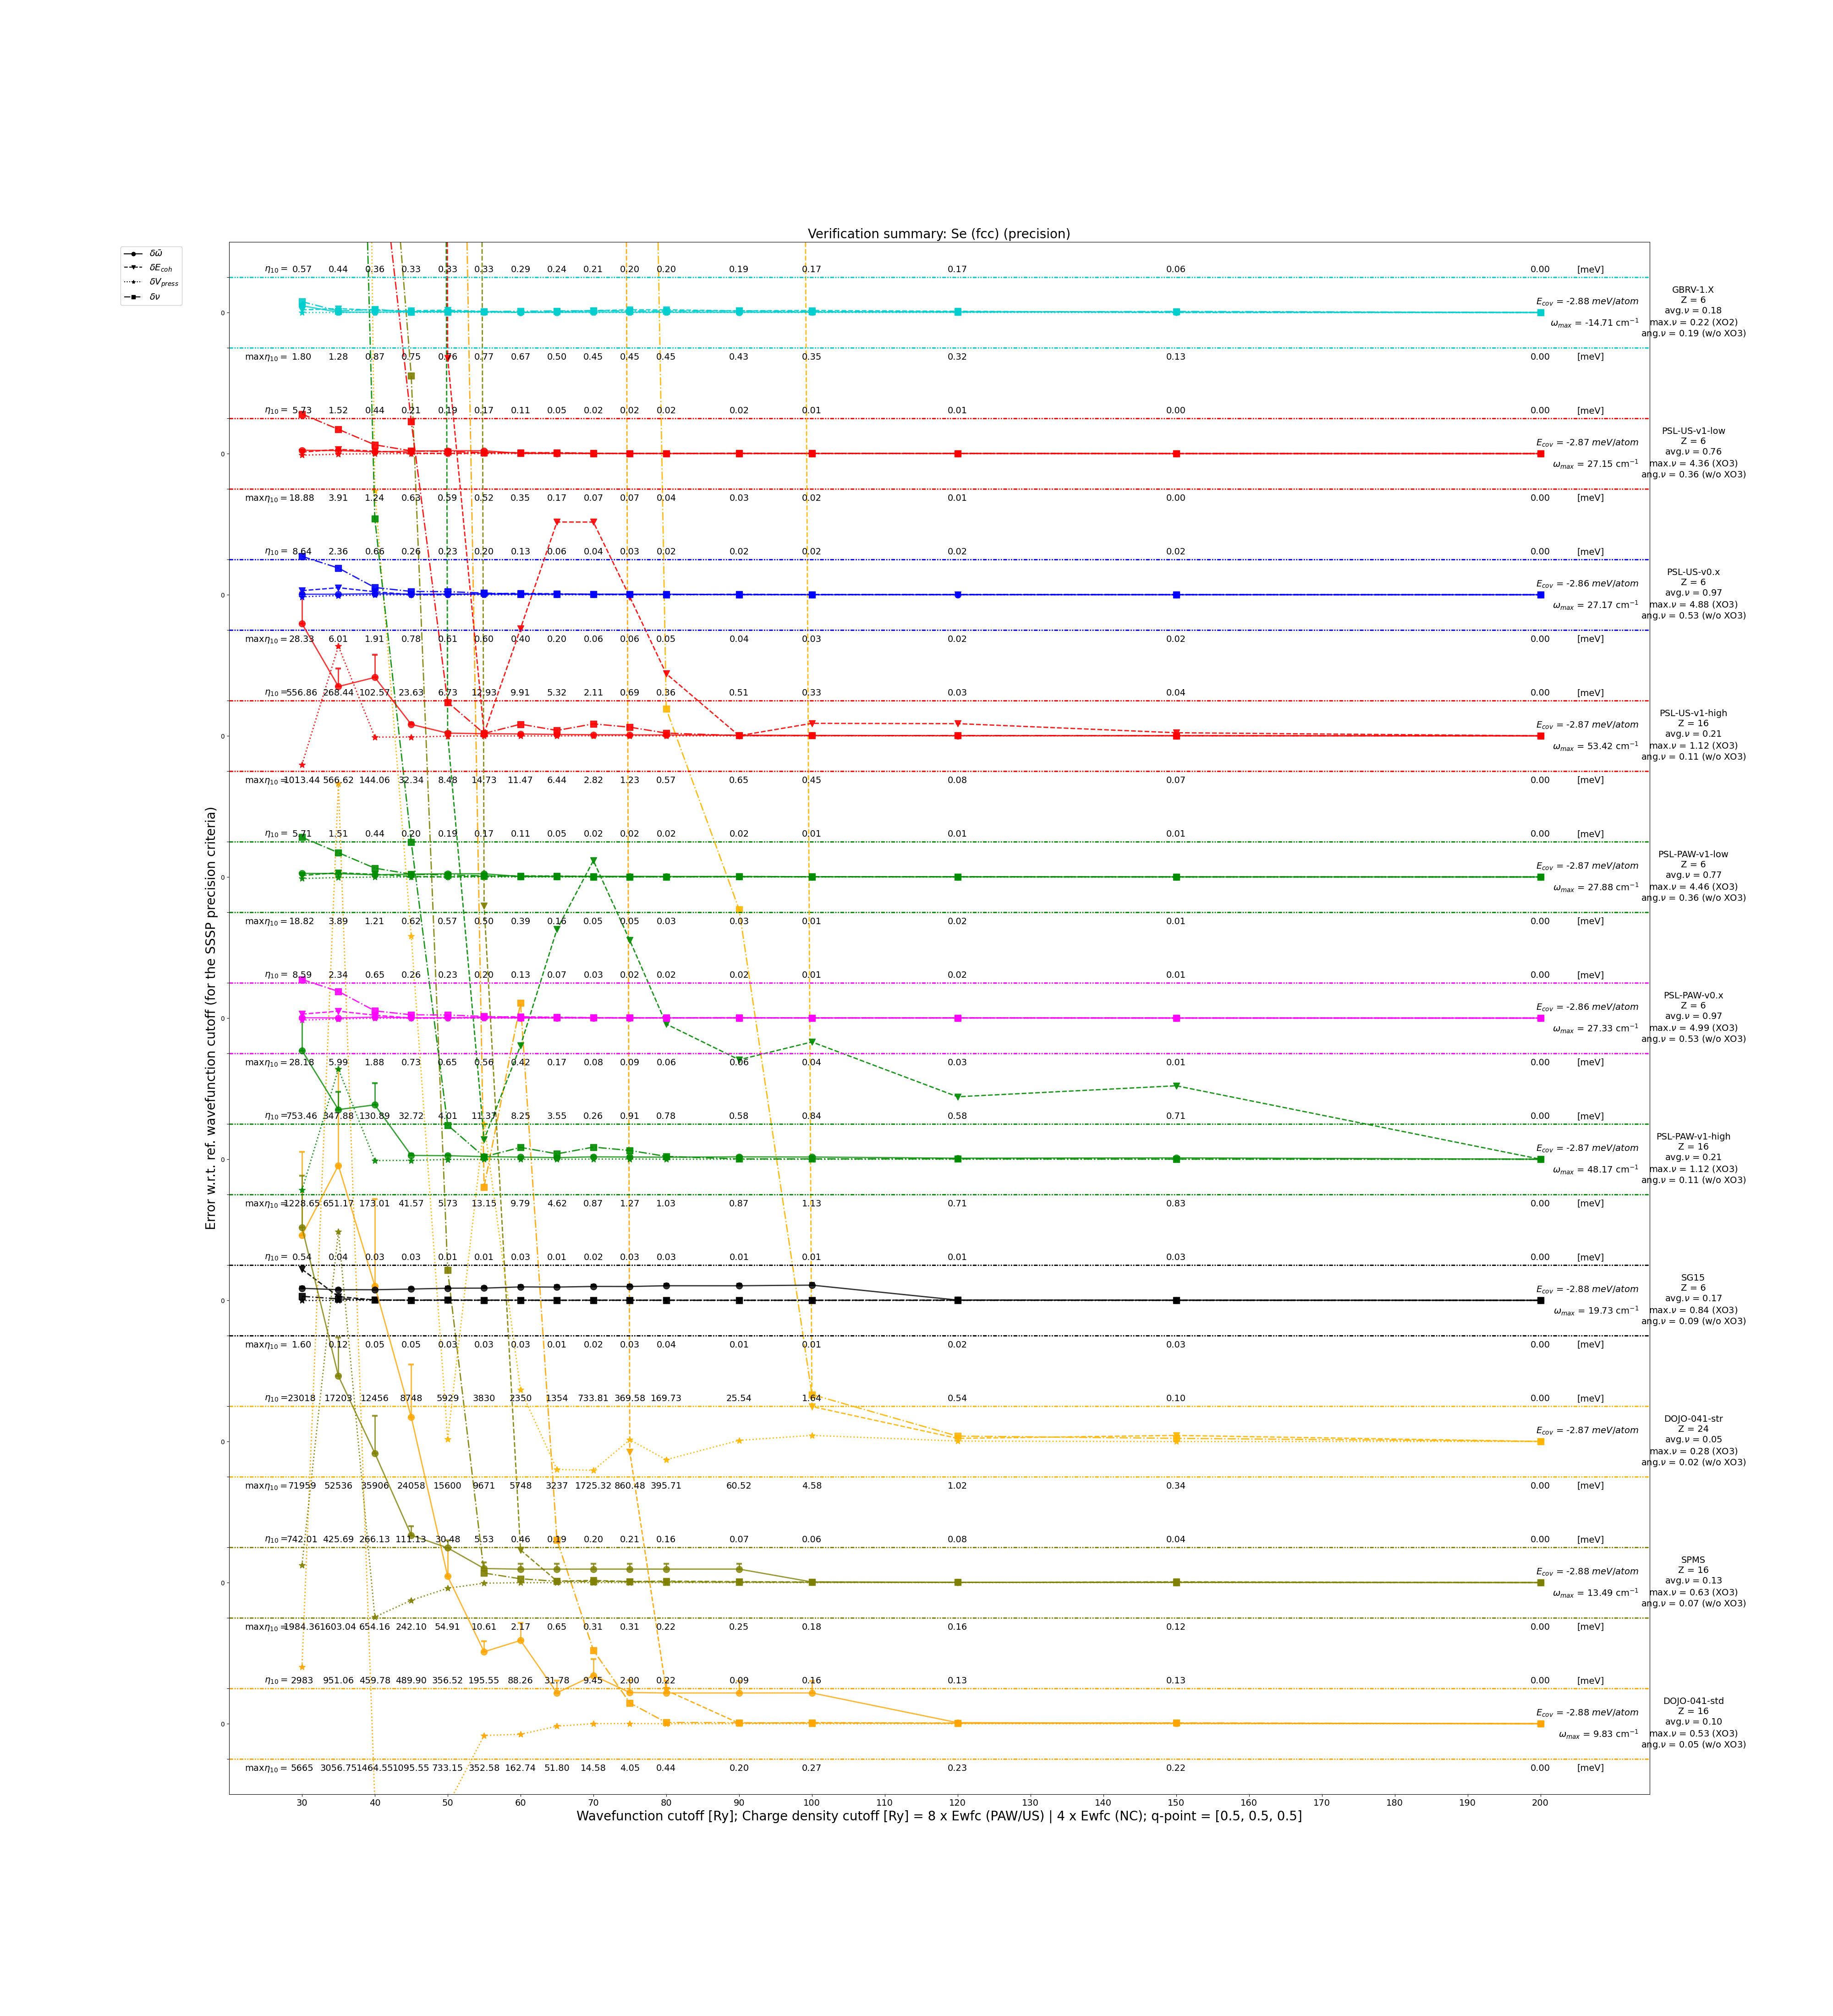 Verification summary: Se (fcc) (precision)
δω̄
δE_coh
δV_press
δν
η₁₀ = 0.57 0.44 0.36 0.33 0.33 0.33 0.29 0.24 0.21 0.20 0.20 0.19 0.17 0.17 0.06 0.00 [meV]
GBRV-1.X
Z = 6
E_cov = -2.88 meV/atom
avg.ν = 0.18
ω_max = -14.71 cm⁻¹
max.ν = 0.22 (XO2)
ang.ν = 0.19 (w/o XO3)
maxη₁₀ = 1.80 1.28 0.87 0.75 0.76 0.77 0.67 0.50 0.45 0.45 0.45 0.43 0.35 0.32 0.13 0.00 [meV]
η₁₀ = 5.73 1.52 0.44 0.21 0.19 0.17 0.11 0.05 0.02 0.02 0.02 0.02 0.01 0.01 0.00 0.00 [meV]
PSL-US-v1-low
Z = 6
E_cov = -2.87 meV/atom
avg.ν = 0.76
ω_max = 27.15 cm⁻¹
max.ν = 4.36 (XO3)
ang.ν = 0.36 (w/o XO3)
maxη₁₀ = 18.88 3.91 1.24 0.63 0.59 0.52 0.35 0.17 0.07 0.07 0.04 0.03 0.02 0.01 0.00 0.00 [meV]
η₁₀ = 8.64 2.36 0.66 0.26 0.23 0.20 0.13 0.06 0.04 0.03 0.02 0.02 0.02 0.02 0.02 0.00 [meV]
PSL-US-v0.x
Z = 6
E_cov = -2.86 meV/atom
avg.ν = 0.97
ω_max = 27.17 cm⁻¹
max.ν = 4.88 (XO3)
ang.ν = 0.53 (w/o XO3)
maxη₁₀ = 28.33 6.01 1.91 0.78 0.61 0.60 0.40 0.20 0.06 0.06 0.05 0.04 0.03 0.02 0.02 0.00 [meV]
η₁₀ = 556.86 268.44 102.57 23.63 6.73 12.93 9.91 5.32 2.11 0.69 0.36 0.51 0.33 0.03 0.04 0.00 [meV]
PSL-US-v1-high
Z = 16
E_cov = -2.87 meV/atom
avg.ν = 0.21
ω_max = 53.42 cm⁻¹
max.ν = 1.12 (XO3)
ang.ν = 0.11 (w/o XO3)
maxη₁₀ = 1013.44 566.62 144.06 32.34 8.48 14.73 11.47 6.44 2.82 1.23 0.57 0.65 0.45 0.08 0.07 0.00 [meV]
η₁₀ = 5.71 1.51 0.44 0.20 0.19 0.17 0.11 0.05 0.02 0.02 0.02 0.02 0.01 0.01 0.01 0.00 [meV]
PSL-PAW-v1-low
Z = 6
E_cov = -2.87 meV/atom
avg.ν = 0.77
ω_max = 27.88 cm⁻¹
max.ν = 4.46 (XO3)
ang.ν = 0.36 (w/o XO3)
maxη₁₀ = 18.82 3.89 1.21 0.62 0.57 0.50 0.39 0.16 0.05 0.05 0.03 0.03 0.01 0.02 0.01 0.00 [meV]
η₁₀ = 8.59 2.34 0.65 0.26 0.23 0.20 0.13 0.07 0.03 0.02 0.02 0.02 0.01 0.02 0.01 0.00 [meV]
PSL-PAW-v0.x
Z = 6
E_cov = -2.86 meV/atom
avg.ν = 0.97
ω_max = 27.33 cm⁻¹
max.ν = 4.99 (XO3)
ang.ν = 0.53 (w/o XO3)
maxη₁₀ = 28.18 5.99 1.88 0.73 0.65 0.56 0.42 0.17 0.08 0.09 0.06 0.06 0.04 0.03 0.01 0.00 [meV]
η₁₀ = 753.46 347.88 130.89 32.72 4.01 11.37 8.25 3.55 0.26 0.91 0.78 0.58 0.84 0.58 0.71 0.00 [meV]
PSL-PAW-v1-high
Z = 16
E_cov = -2.87 meV/atom
avg.ν = 0.21
ω_max = 48.17 cm⁻¹
max.ν = 1.12 (XO3)
ang.ν = 0.11 (w/o XO3)
maxη₁₀ = 1228.65 651.17 173.01 41.57 5.73 13.15 9.79 4.62 0.87 1.27 1.03 0.87 1.13 0.71 0.83 0.00 [meV]
η₁₀ = 0.54 0.04 0.03 0.03 0.01 0.01 0.03 0.01 0.02 0.03 0.03 0.01 0.01 0.01 0.03 0.00 [meV]
SG15
Z = 6
E_cov = -2.88 meV/atom
avg.ν = 0.17
ω_max = 19.73 cm⁻¹
max.ν = 0.84 (XO3)
ang.ν = 0.09 (w/o XO3)
maxη₁₀ = 1.60 0.12 0.05 0.05 0.03 0.03 0.03 0.01 0.02 0.03 0.04 0.01 0.01 0.02 0.03 0.00 [meV]
η₁₀ = 23018 17203 12456 8748 5929 3830 2350 1354 733.81 369.58 169.73 25.54 1.64 0.54 0.10 0.00 [meV]
DOJO-041-str
Z = 24
E_cov = -2.87 meV/atom
avg.ν = 0.05
max.ν = 0.28 (XO3)
ang.ν = 0.02 (w/o XO3)
maxη₁₀ = 71959 52536 35906 24058 15600 9671 5748 3237 1725.32 860.48 395.71 60.52 4.58 1.02 0.34 0.00 [meV]
η₁₀ = 742.01 425.69 266.13 111.13 30.48 5.53 0.46 0.19 0.20 0.21 0.16 0.07 0.06 0.08 0.04 0.00 [meV]
SPMS
Z = 16
E_cov = -2.88 meV/atom
avg.ν = 0.13
ω_max = 13.49 cm⁻¹
max.ν = 0.63 (XO3)
ang.ν = 0.07 (w/o XO3)
maxη₁₀ = 1984.36 1603.04 654.16 242.10 54.91 10.61 2.17 0.65 0.31 0.31 0.22 0.25 0.18 0.16 0.12 0.00 [meV]
η₁₀ = 2983 951.06 459.78 489.90 356.52 195.55 88.26 31.78 9.45 2.00 0.22 0.09 0.16 0.13 0.13 0.00 [meV]
DOJO-041-std
Z = 16
E_cov = -2.88 meV/atom
avg.ν = 0.10
ω_max = 9.83 cm⁻¹
max.ν = 0.53 (XO3)
ang.ν = 0.05 (w/o XO3)
maxη₁₀ = 5665 3056.75 1464.55 1095.55 733.15 352.58 162.74 51.80 14.58 4.05 0.44 0.20 0.27 0.23 0.22 0.00 [meV]
0
0
0
0
0
0
0
0
0
0
0
Error w.r.t. ref. wavefunction cutoff (for the SSSP precision criteria)
30 40 50 60 70 80 90 100 110 120 130 140 150 160 170 180 190 200
Wavefunction cutoff [Ry]; Charge density cutoff [Ry] = 8 x Ewfc (PAW/US) | 4 x Ewfc (NC); q-point = [0.5, 0.5, 0.5]